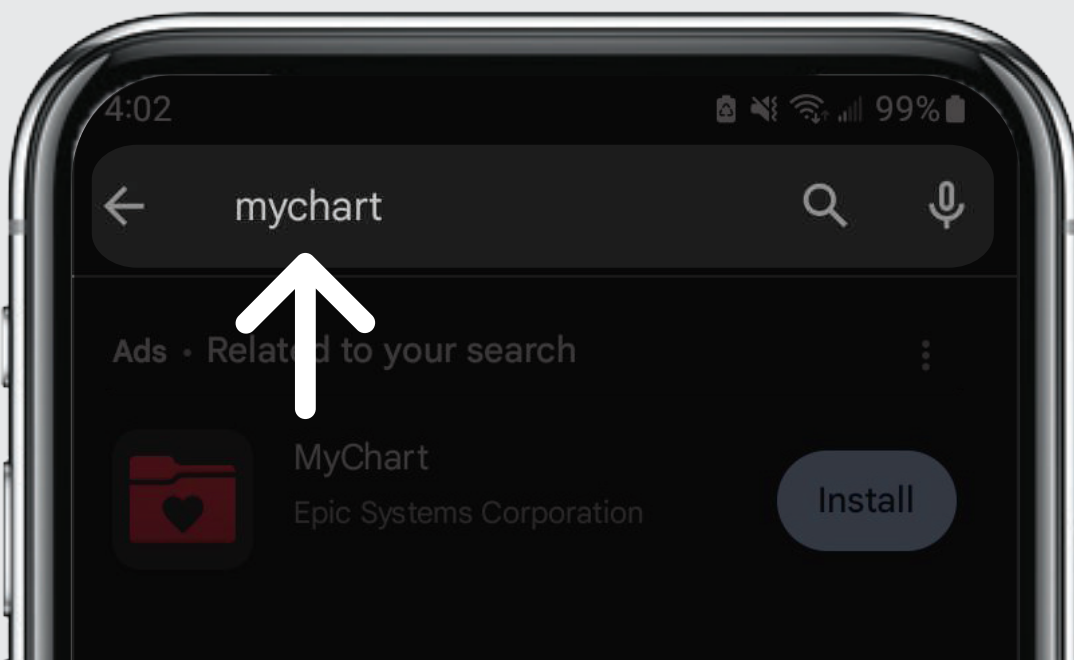 4:02 99%
mychart
Ads • Related to your search
MyChart
Epic Systems Corporation
Install